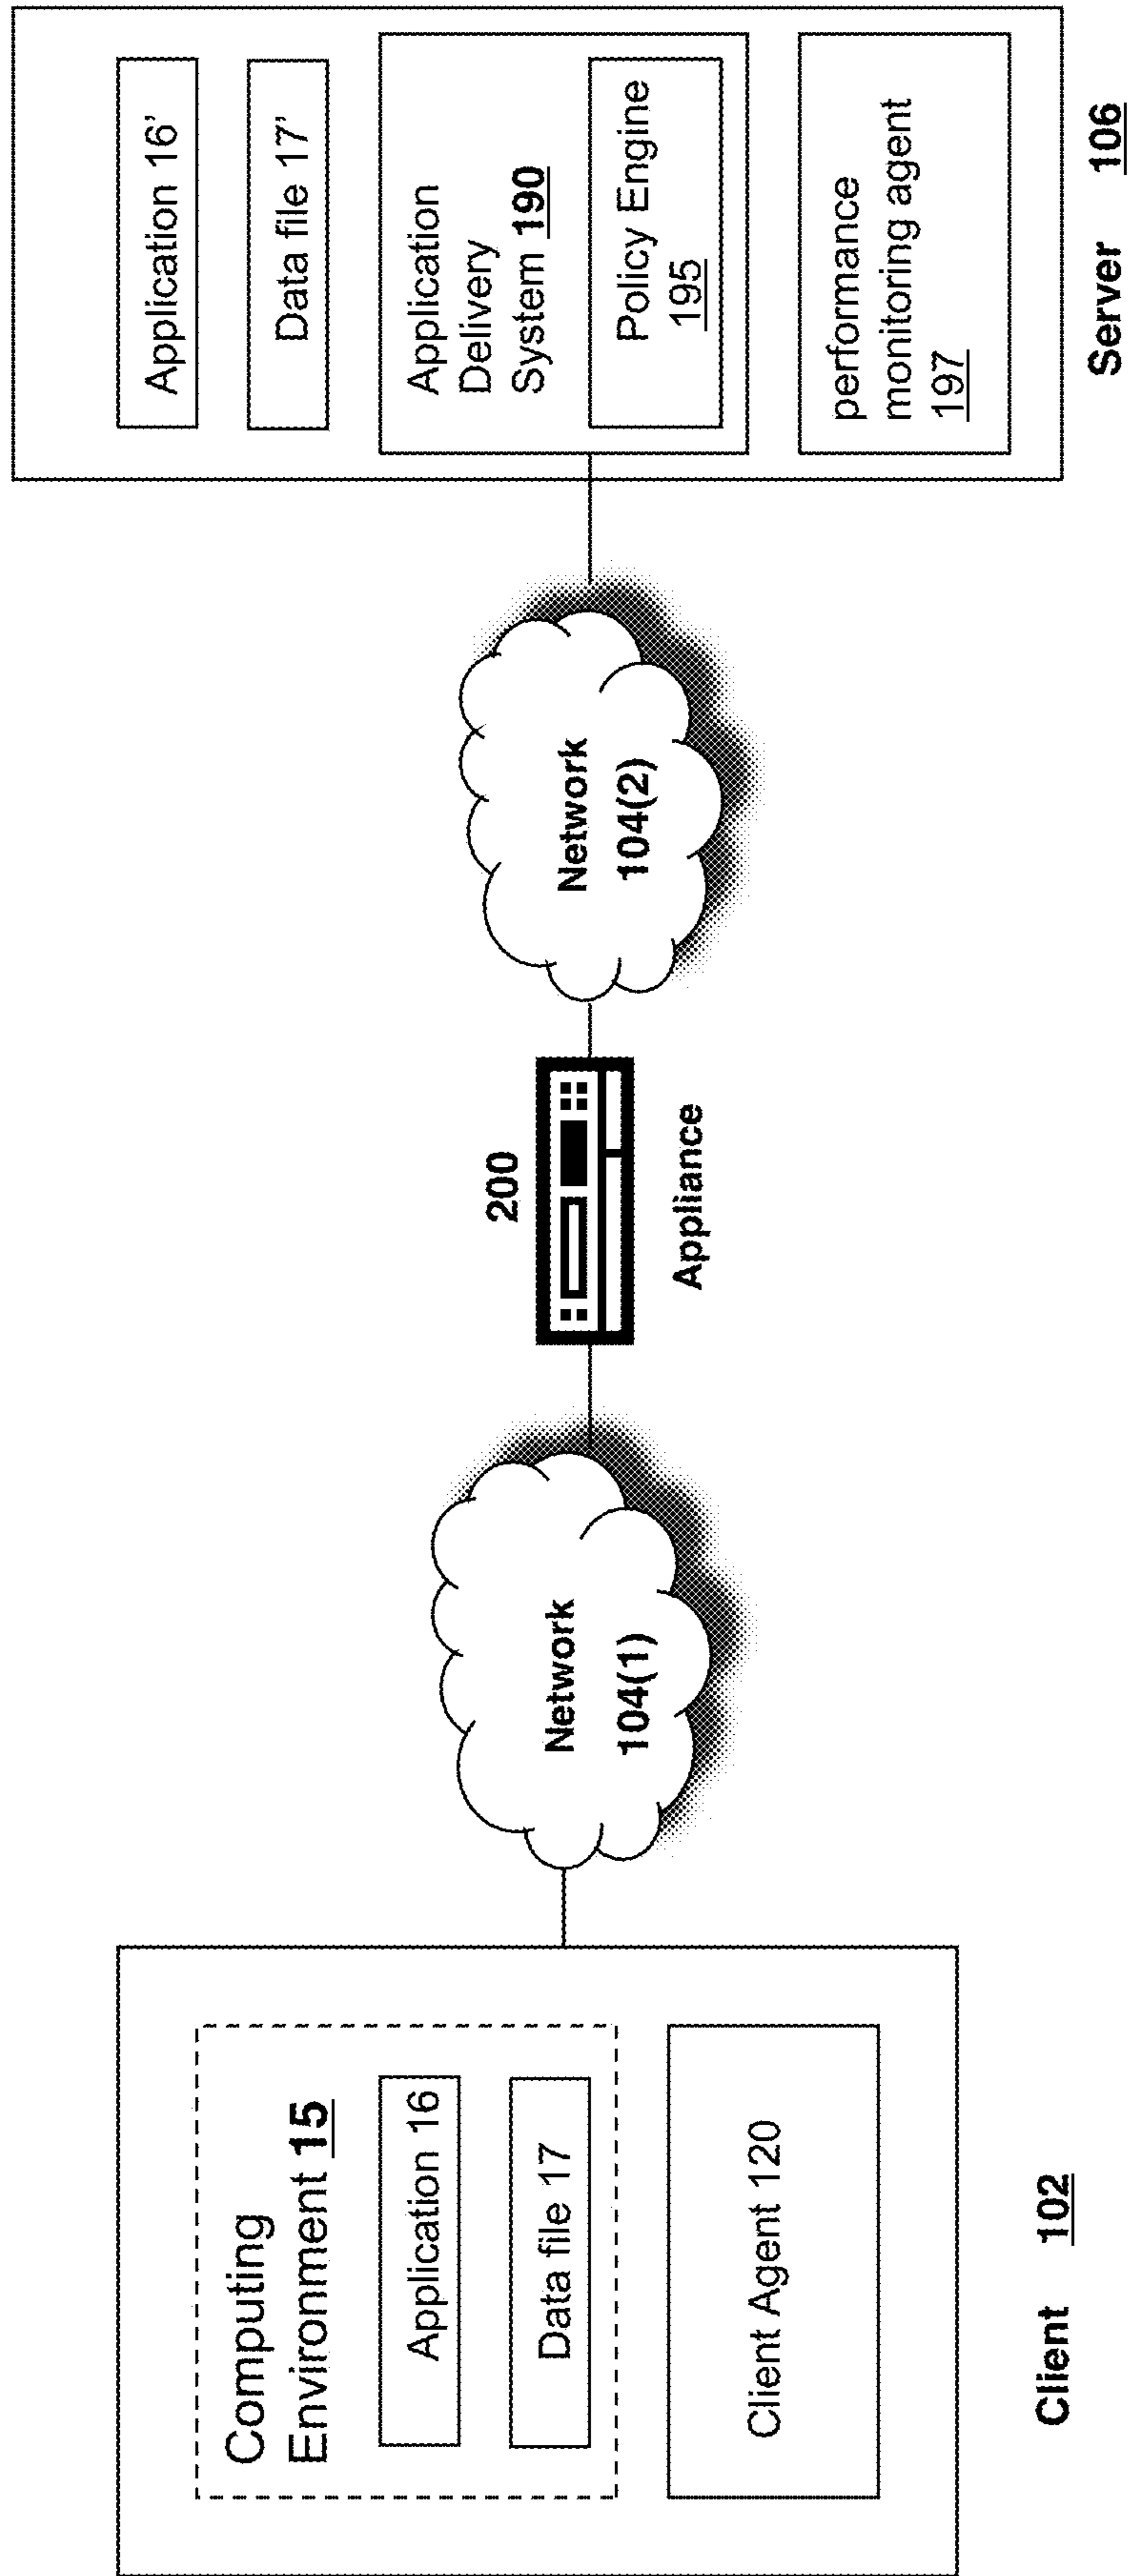 Computing
Environment 15
Application 16
Data file 17
Client Agent 120
Client 102
Network
104(1)
200
Appliance
Network
104(2)
Application 16’
Data file 17’
Application
Delivery
System 190
Policy Engine
195
performance
monitoring agent
197
Server 106